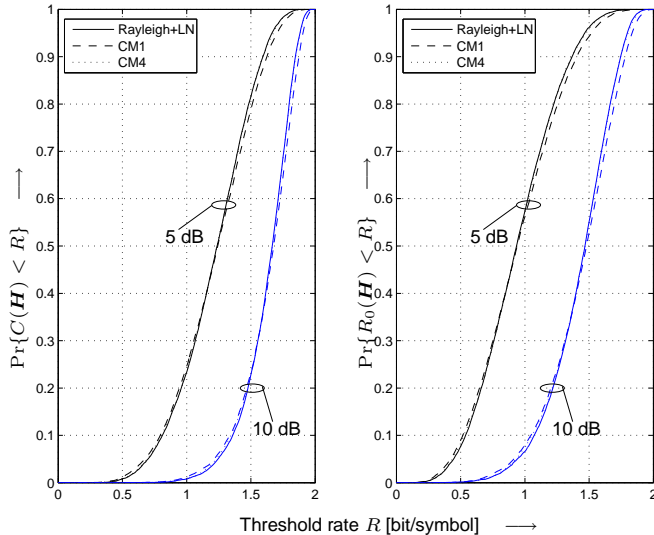 Rayleigh+LN
CM1
CM4
Pr{C(H) < R} ⟶
1
0.9
0.8
0.7
0.6
0.5
0.4
0.3
0.2
0.1
0
5 dB
10 dB
0 0.5 1 1.5 2
Rayleigh+LN
CM1
CM4
Pr{R₀(H) < R} ⟶
1
0.9
0.8
0.7
0.6
0.5
0.4
0.3
0.2
0.1
0
5 dB
10 dB
0 0.5 1 1.5 2
Threshold rate R [bit/symbol] ⟶